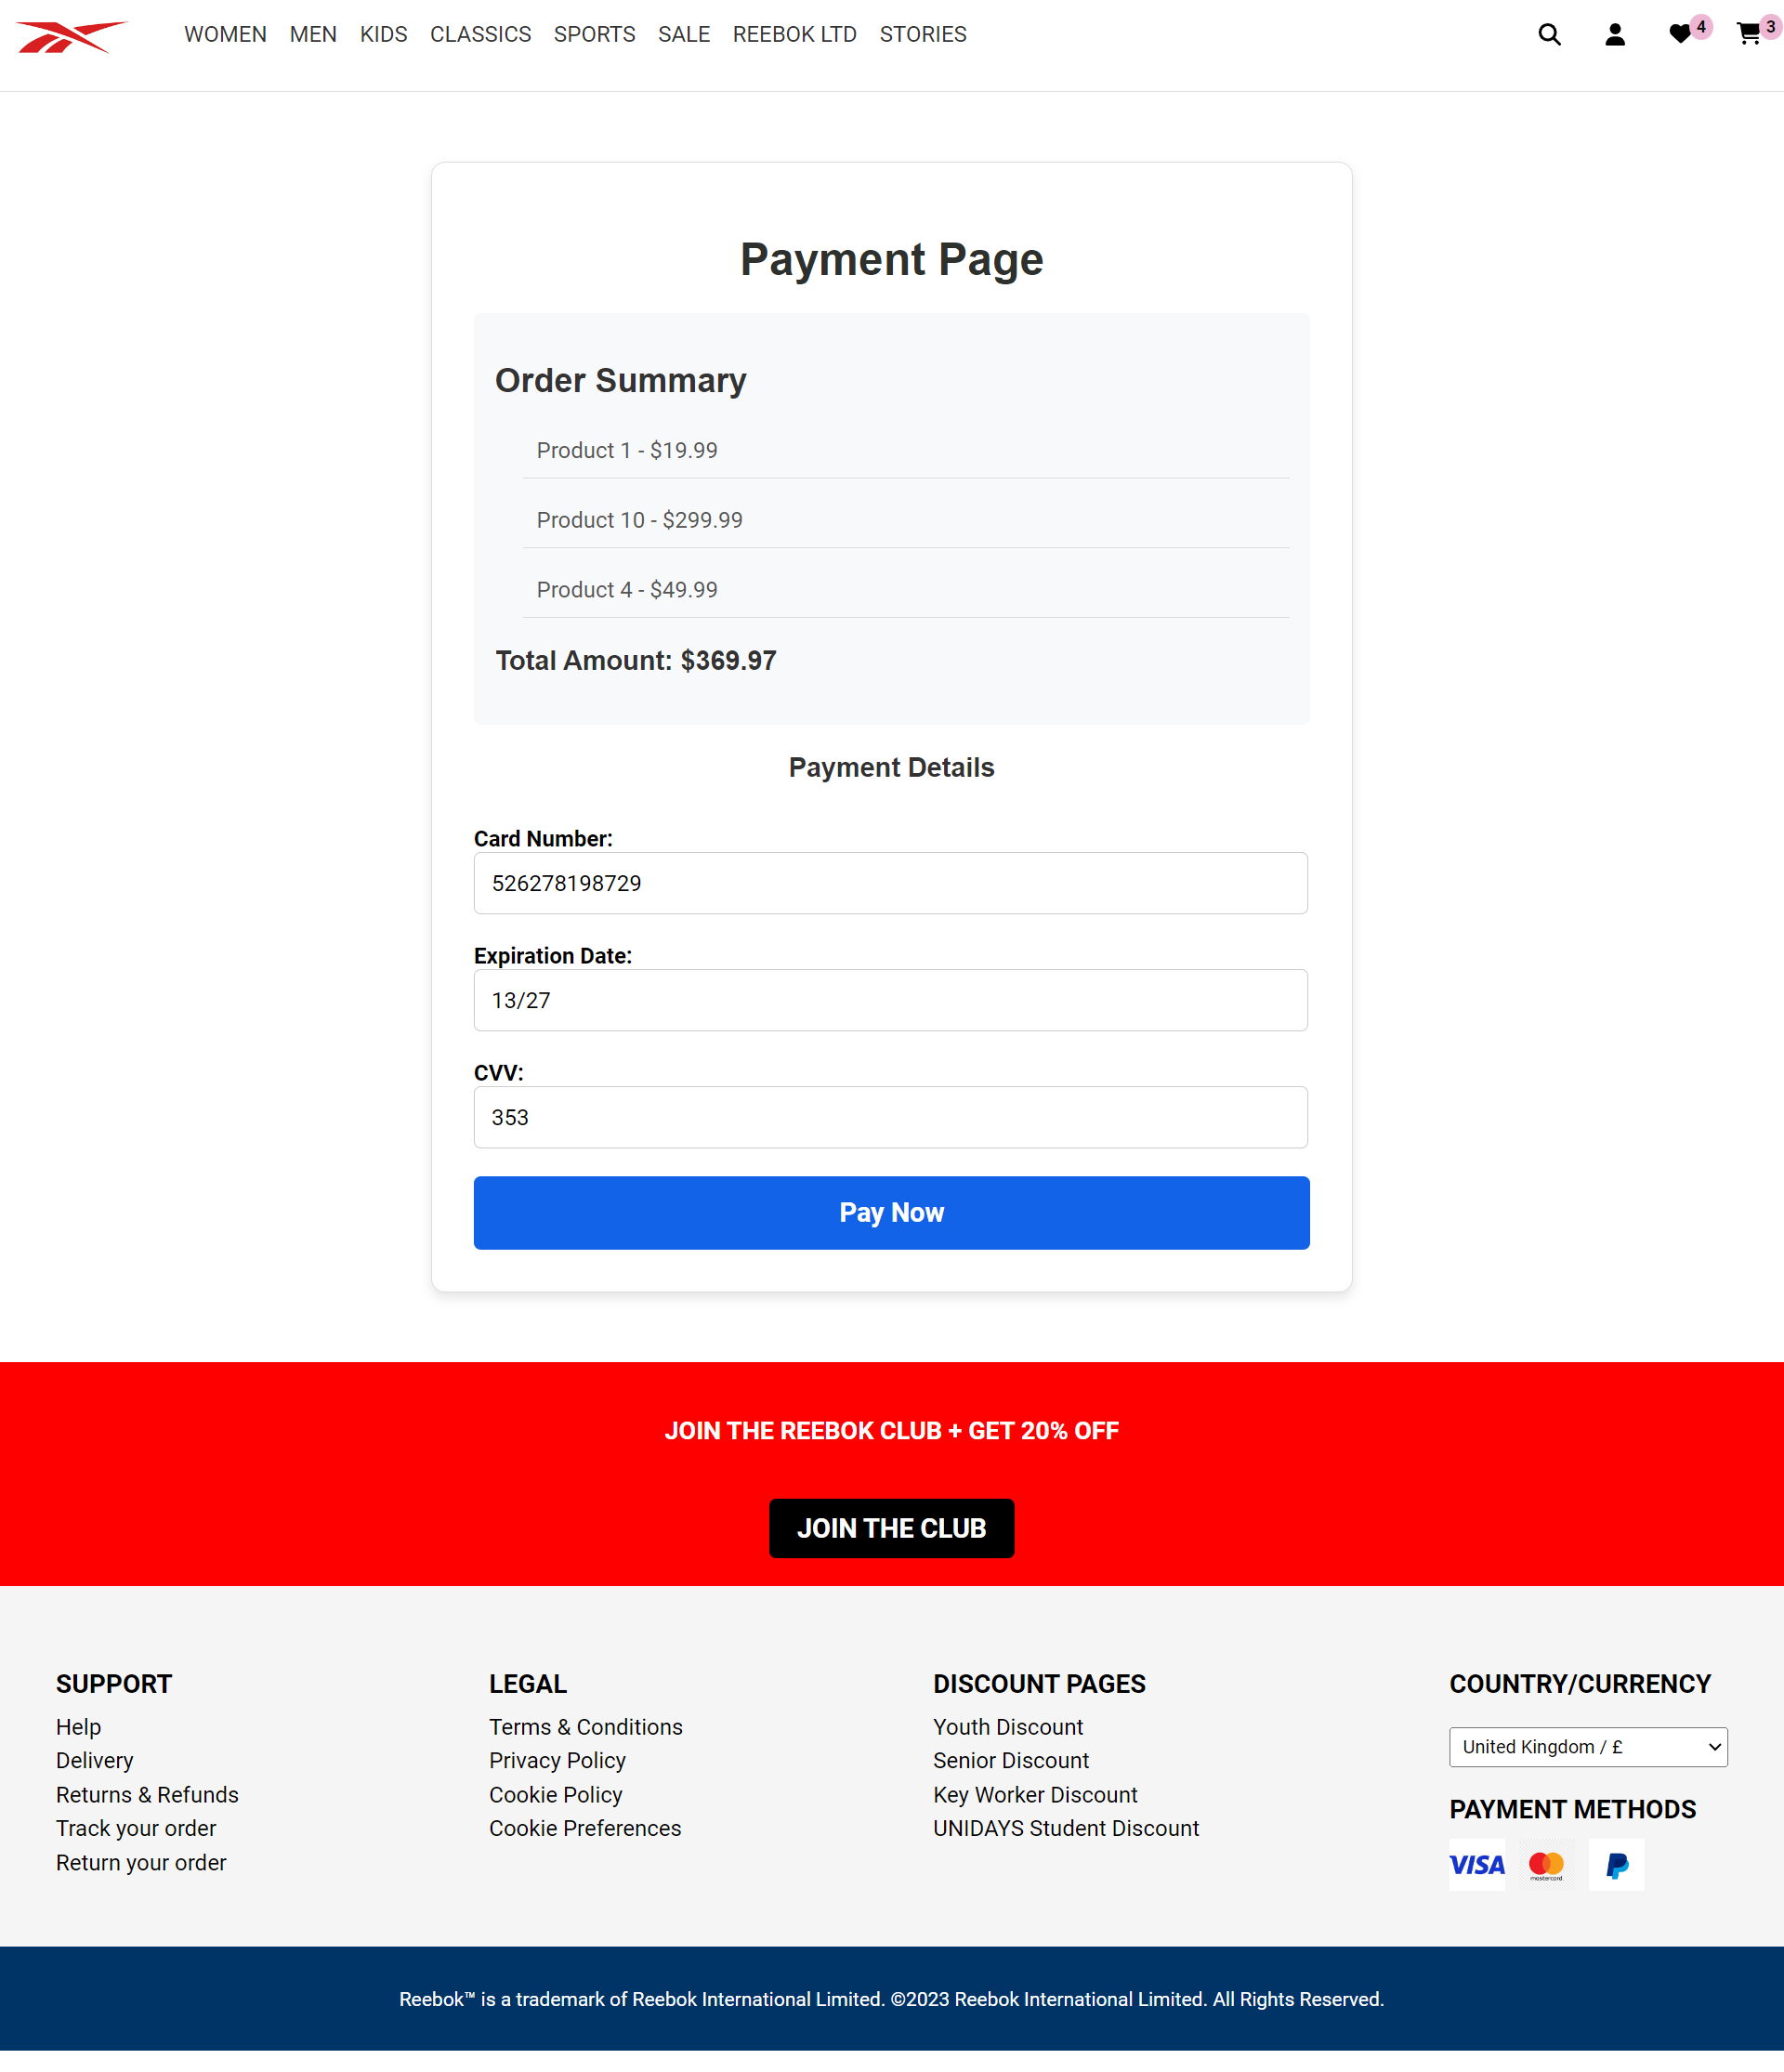 WOMEN MEN KIDS CLASSICS SPORTS SALE REEBOK LTD STORIES 4 3
Payment Page
Order Summary
Product 1 - $19.99
Product 10 - $299.99
Product 4 - $49.99
Total Amount: $369.97
Payment Details
Card Number:
526278198729
Expiration Date:
13/27
CVV:
353
Pay Now
JOIN THE REEBOK CLUB + GET 20% OFF
JOIN THE CLUB
SUPPORT
Help
Delivery
Returns & Refunds
Track your order
Return your order
LEGAL
Terms & Conditions
Privacy Policy
Cookie Policy
Cookie Preferences
DISCOUNT PAGES
Youth Discount
Senior Discount
Key Worker Discount
UNIDAYS Student Discount
COUNTRY/CURRENCY
United Kingdom / £
PAYMENT METHODS
VISA mastercard
Reebok™ is a trademark of Reebok International Limited. ©2023 Reebok International Limited. All Rights Reserved.